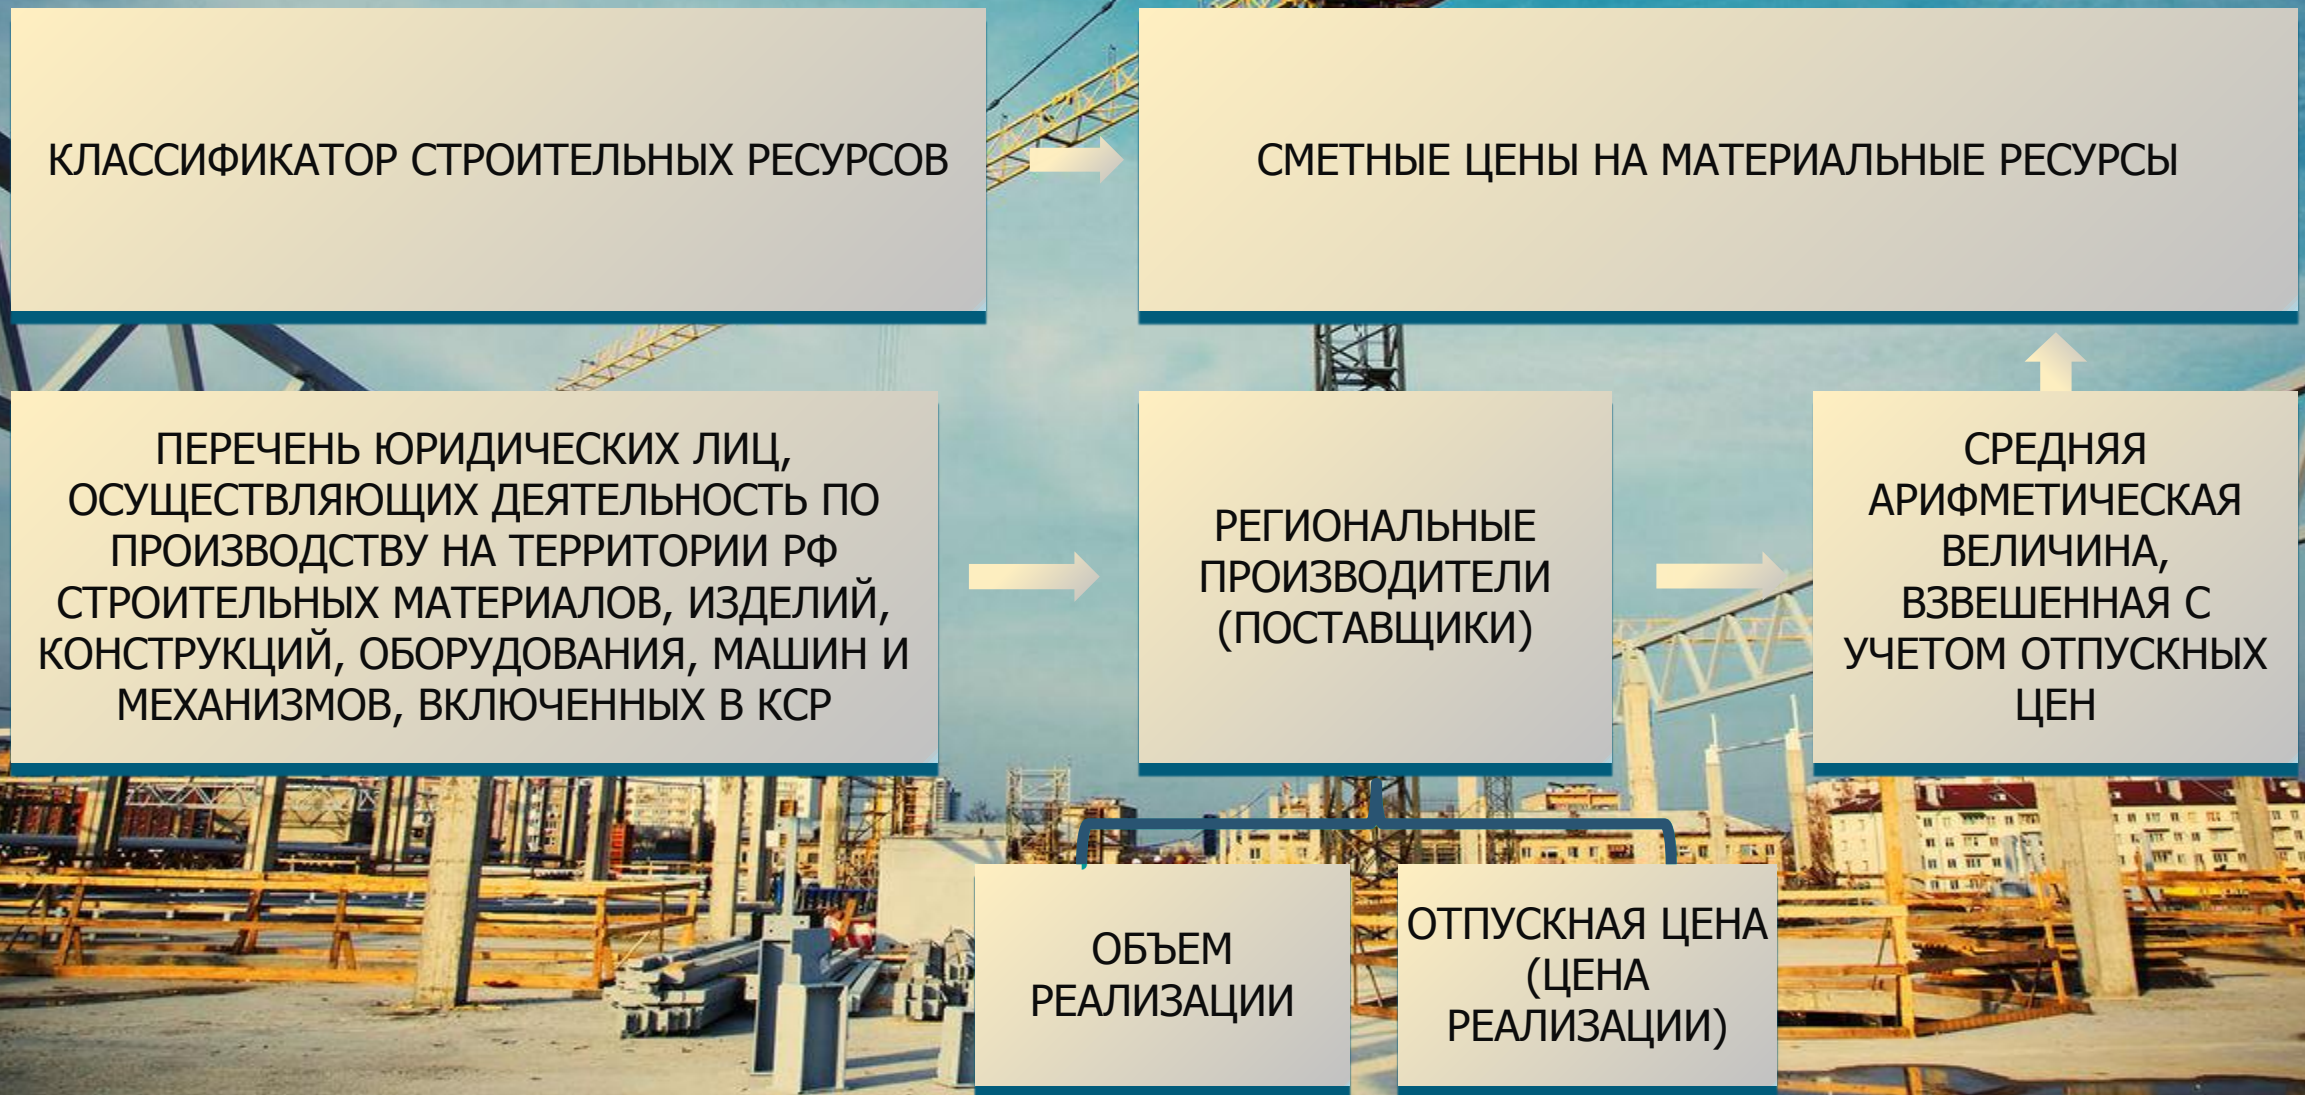 КЛАССИФИКАТОР СТРОИТЕЛЬНЫХ РЕСУРСОВ
СМЕТНЫЕ ЦЕНЫ НА МАТЕРИАЛЬНЫЕ РЕСУРСЫ
ПЕРЕЧЕНЬ ЮРИДИЧЕСКИХ ЛИЦ,
ОСУЩЕСТВЛЯЮЩИХ ДЕЯТЕЛЬНОСТЬ ПО
ПРОИЗВОДСТВУ НА ТЕРРИТОРИИ РФ
СТРОИТЕЛЬНЫХ МАТЕРИАЛОВ, ИЗДЕЛИЙ,
КОНСТРУКЦИЙ, ОБОРУДОВАНИЯ, МАШИН И
МЕХАНИЗМОВ, ВКЛЮЧЕННЫХ В КСР
РЕГИОНАЛЬНЫЕ
ПРОИЗВОДИТЕЛИ
(ПОСТАВЩИКИ)
СРЕДНЯЯ
АРИФМЕТИЧЕСКАЯ
ВЕЛИЧИНА,
ВЗВЕШЕННАЯ С
УЧЕТОМ ОТПУСКНЫХ
ЦЕН
ОБЪЕМ
РЕАЛИЗАЦИИ
ОТПУСКНАЯ ЦЕНА
(ЦЕНА
РЕАЛИЗАЦИИ)